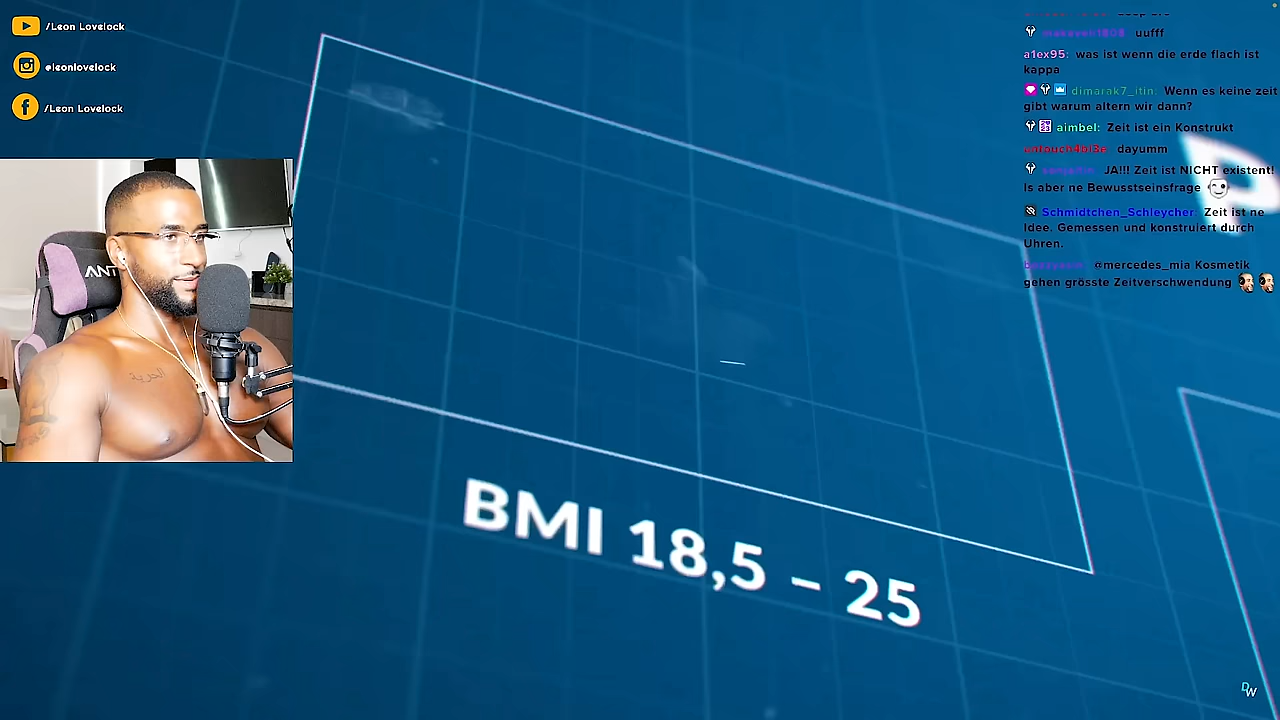 /Leon Lovelock
@leonlovelock
/Leon Lovelock
uufff
a1ex95: was ist wenn die erde flach ist
kappa
dimarak7_itin: Wenn es keine zeit
gibt warum altern wir dann?
aimbel: Zeit ist ein Konstrukt
dayumm
JA!!! Zeit ist NICHT existent!
Is aber ne Bewusstseinsfrage
Schmidtchen_Schleycher: Zeit ist ne
Idee. Gemessen und konstruiert durch
Uhren.
@mercedes_mia Kosmetik
gehen grösste Zeitverschwendung
ANT
BMI 18,5 – 25
DW